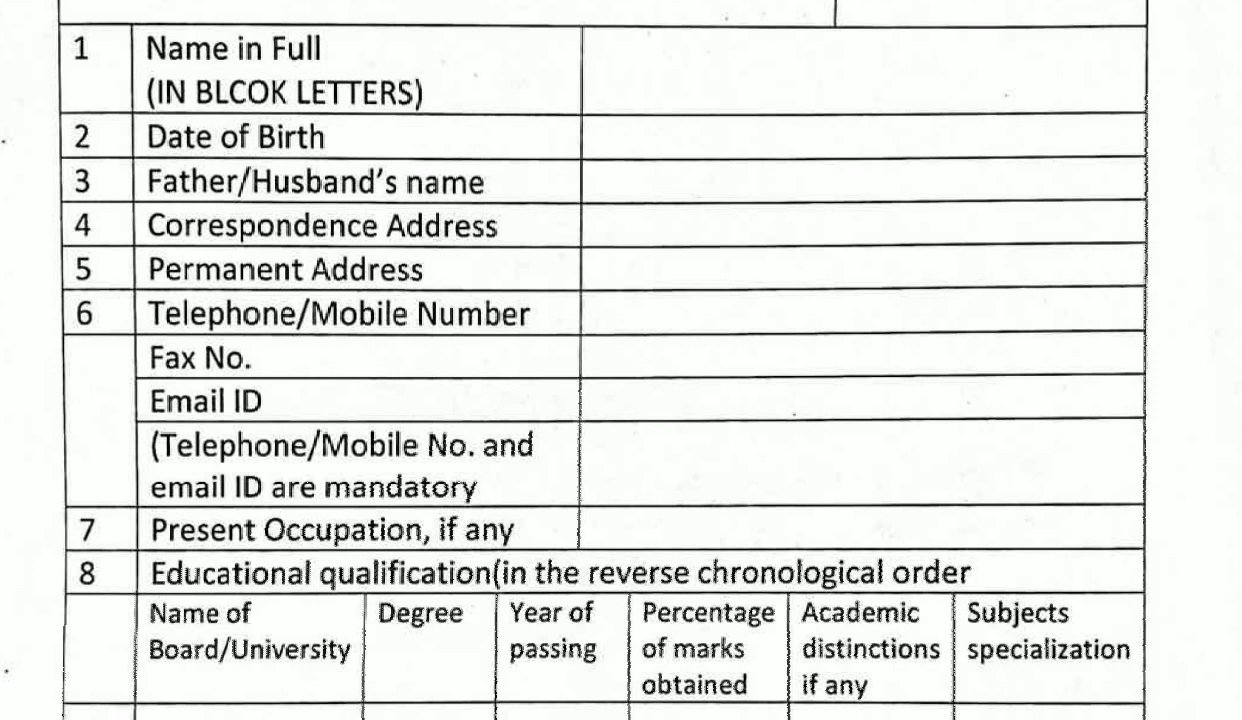 1 Name in Full
(IN BLCOK LETTERS)
2 Date of Birth
3 Father/Husband's name
4 Correspondence Address
5 Permanent Address
6 Telephone/Mobile Number
Fax No.
Email ID
(Telephone/Mobile No. and
email ID are mandatory
7 Present Occupation, if any
8 Educational qualification(in the reverse chronological order
Name of Degree Year of Percentage Academic Subjects
Board/University passing of marks distinctions specialization
obtained if any